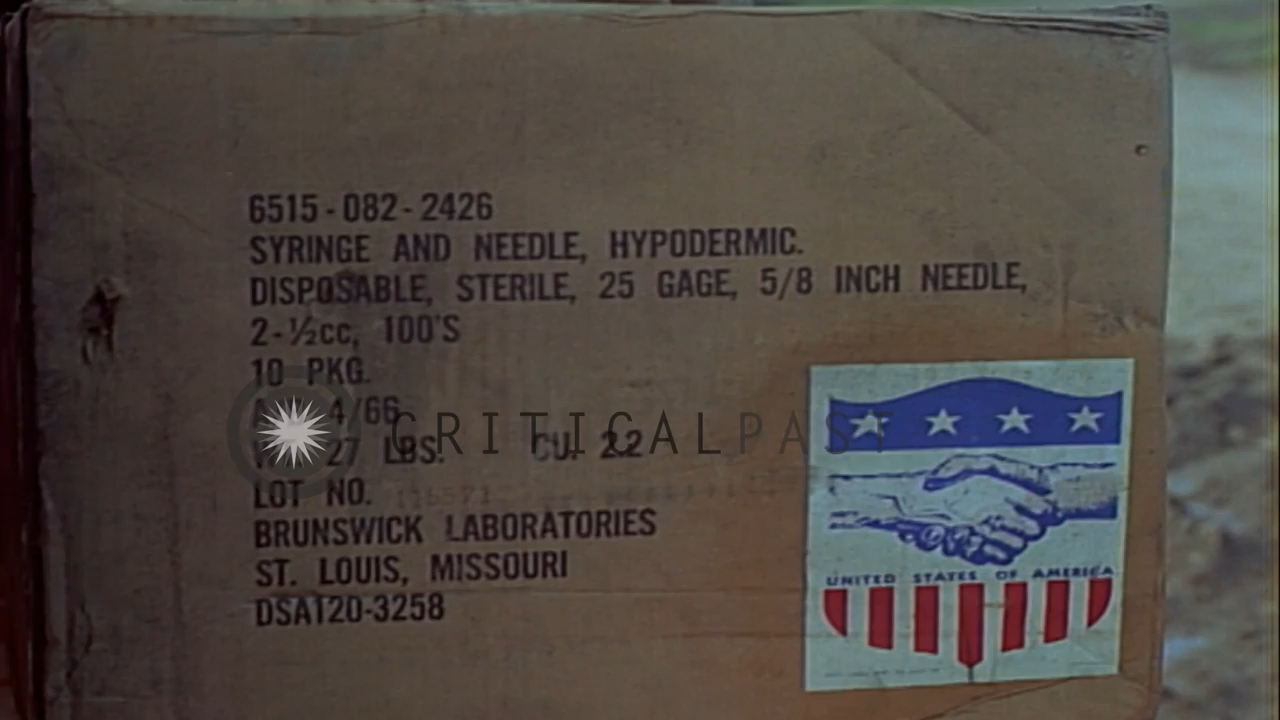 6515-082-2426
SYRINGE AND NEEDLE, HYPODERMIC.
DISPOSABLE, STERILE, 25 GAGE, 5/8 INCH NEEDLE,
2-½cc, 100'S
10 PKG.
4/66
CRITICALPAST
27 LBS. CU. 2.2
LOT NO.
BRUNSWICK LABORATORIES
ST. LOUIS, MISSOURI
DSA120-3258
UNITED STATES OF AMERICA